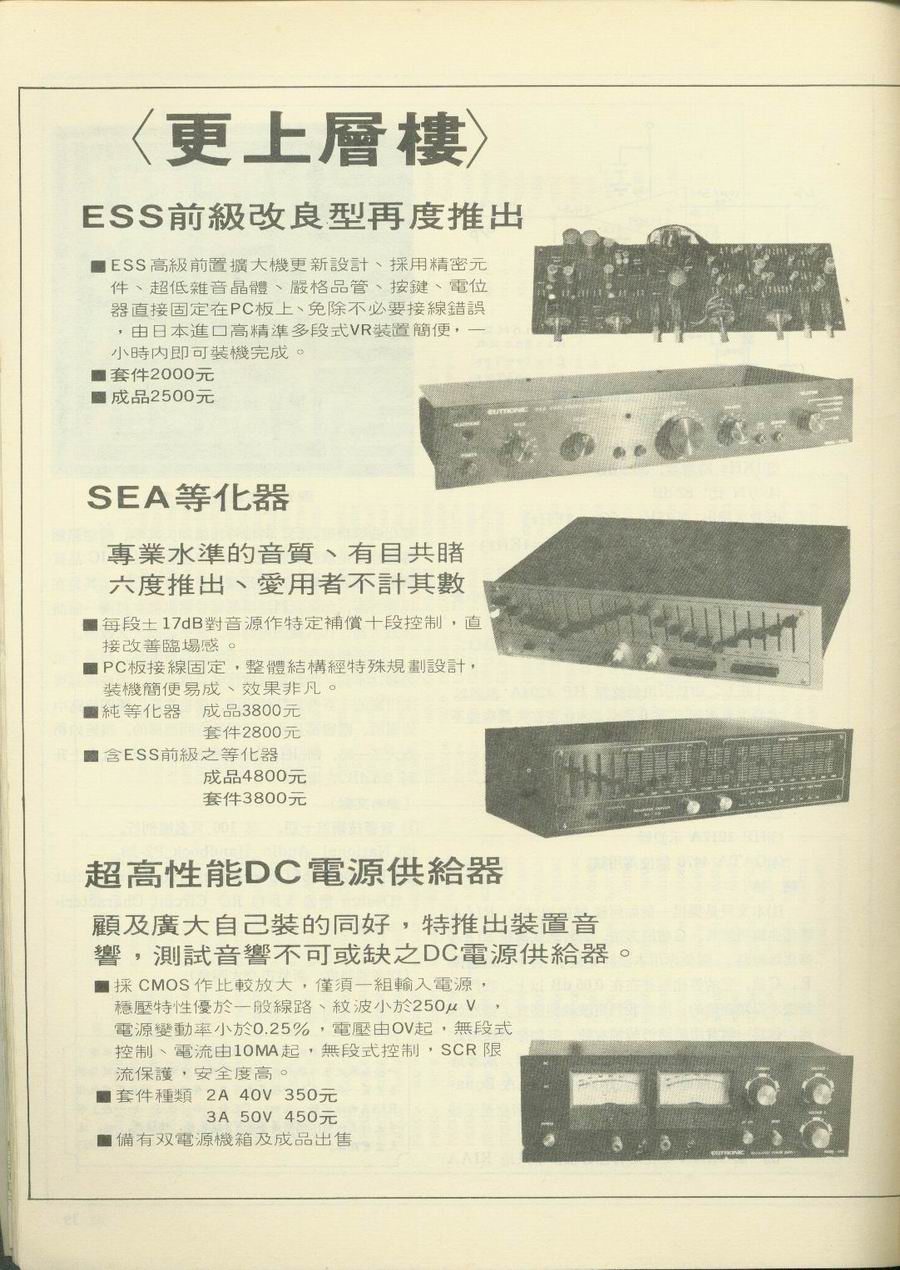 〈更上層樓〉
ESS前級改良型再度推出
■ESS高級前置擴大機更新設計、採用精密元
件、超低雜音晶體、嚴格品管、按鍵、電位
器直接固定在PC板上、免除不必要接線錯誤
，由日本進口高精準多段式VR裝置簡便，一
小時內即可裝機完成。
■套件2000元
■成品2500元
EUTRONIC
SEA等化器
專業水準的音質、有目共睹
六度推出、愛用者不計其數
■每段±17dB對音源作特定補償十段控制，直
接改善臨場感。
■PC板接線固定，整體結構經特殊規劃設計，
裝機簡便易成、效果非凡。
■純等化器 成品3800元
套件2800元
■含ESS前級之等化器
成品4800元
套件3800元
超高性能DC電源供給器
顧及廣大自己裝的同好，特推出裝置音
響，測試音響不可或缺之DC電源供給器。
■採CMOS作比較放大，僅須一組輸入電源，
穩壓特性優於一般線路、紋波小於250μV，
電源變動率小於0.25%，電壓由OV起，無段式
控制、電流由10MA起，無段式控制，SCR限
流保護，安全度高。
■套件種類 2A 40V 350元
3A 50V 450元
■備有双電源機箱及成品出售
EUTRONIC